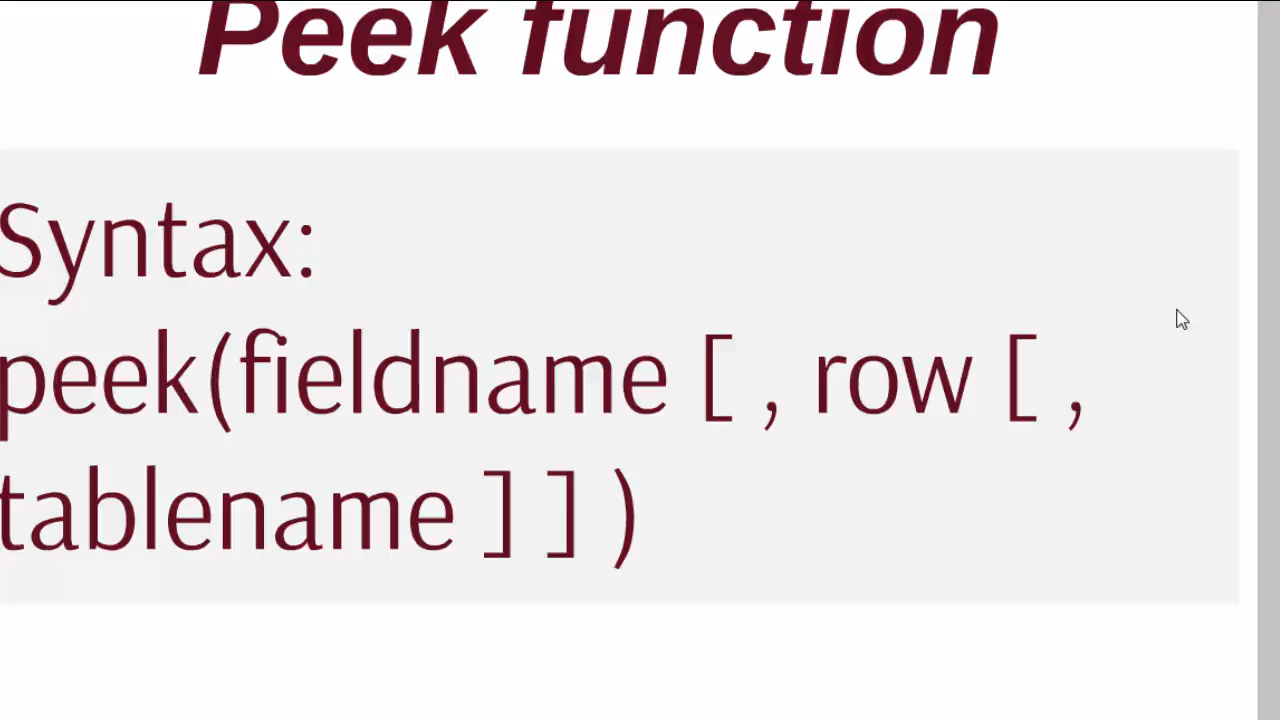 Peek function
Syntax:
peek(fieldname [ , row [ ,
tablename ] ] )